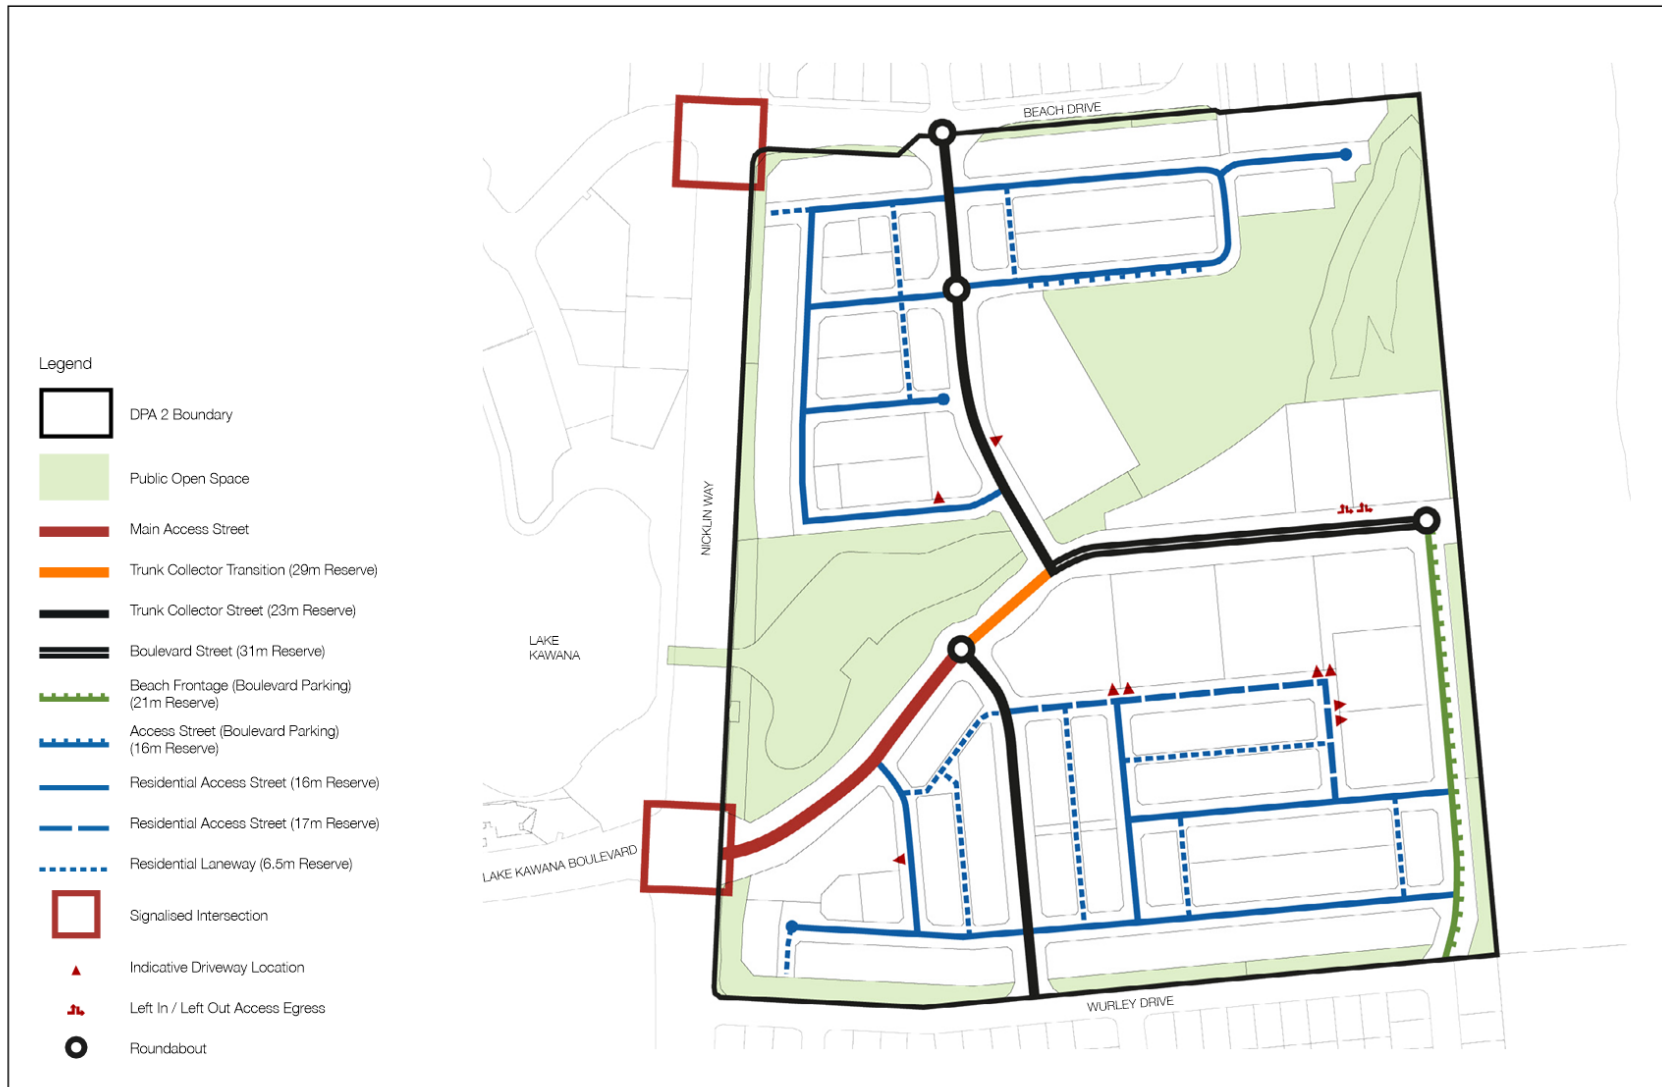 Legend
DPA 2 Boundary
Public Open Space
Main Access Street
Trunk Collector Transition (29m Reserve)
Trunk Collector Street (23m Reserve)
Boulevard Street (31m Reserve)
Beach Frontage (Boulevard Parking)
(21m Reserve)
Access Street (Boulevard Parking)
(16m Reserve)
Residential Access Street (16m Reserve)
Residential Access Street (17m Reserve)
Residential Laneway (6.5m Reserve)
Signalised Intersection
Indicative Driveway Location
Left In / Left Out Access Egress
Roundabout
BEACH DRIVE
NICKLIN WAY
LAKE
KAWANA
LAKE KAWANA BOULEVARD
WURLEY DRIVE